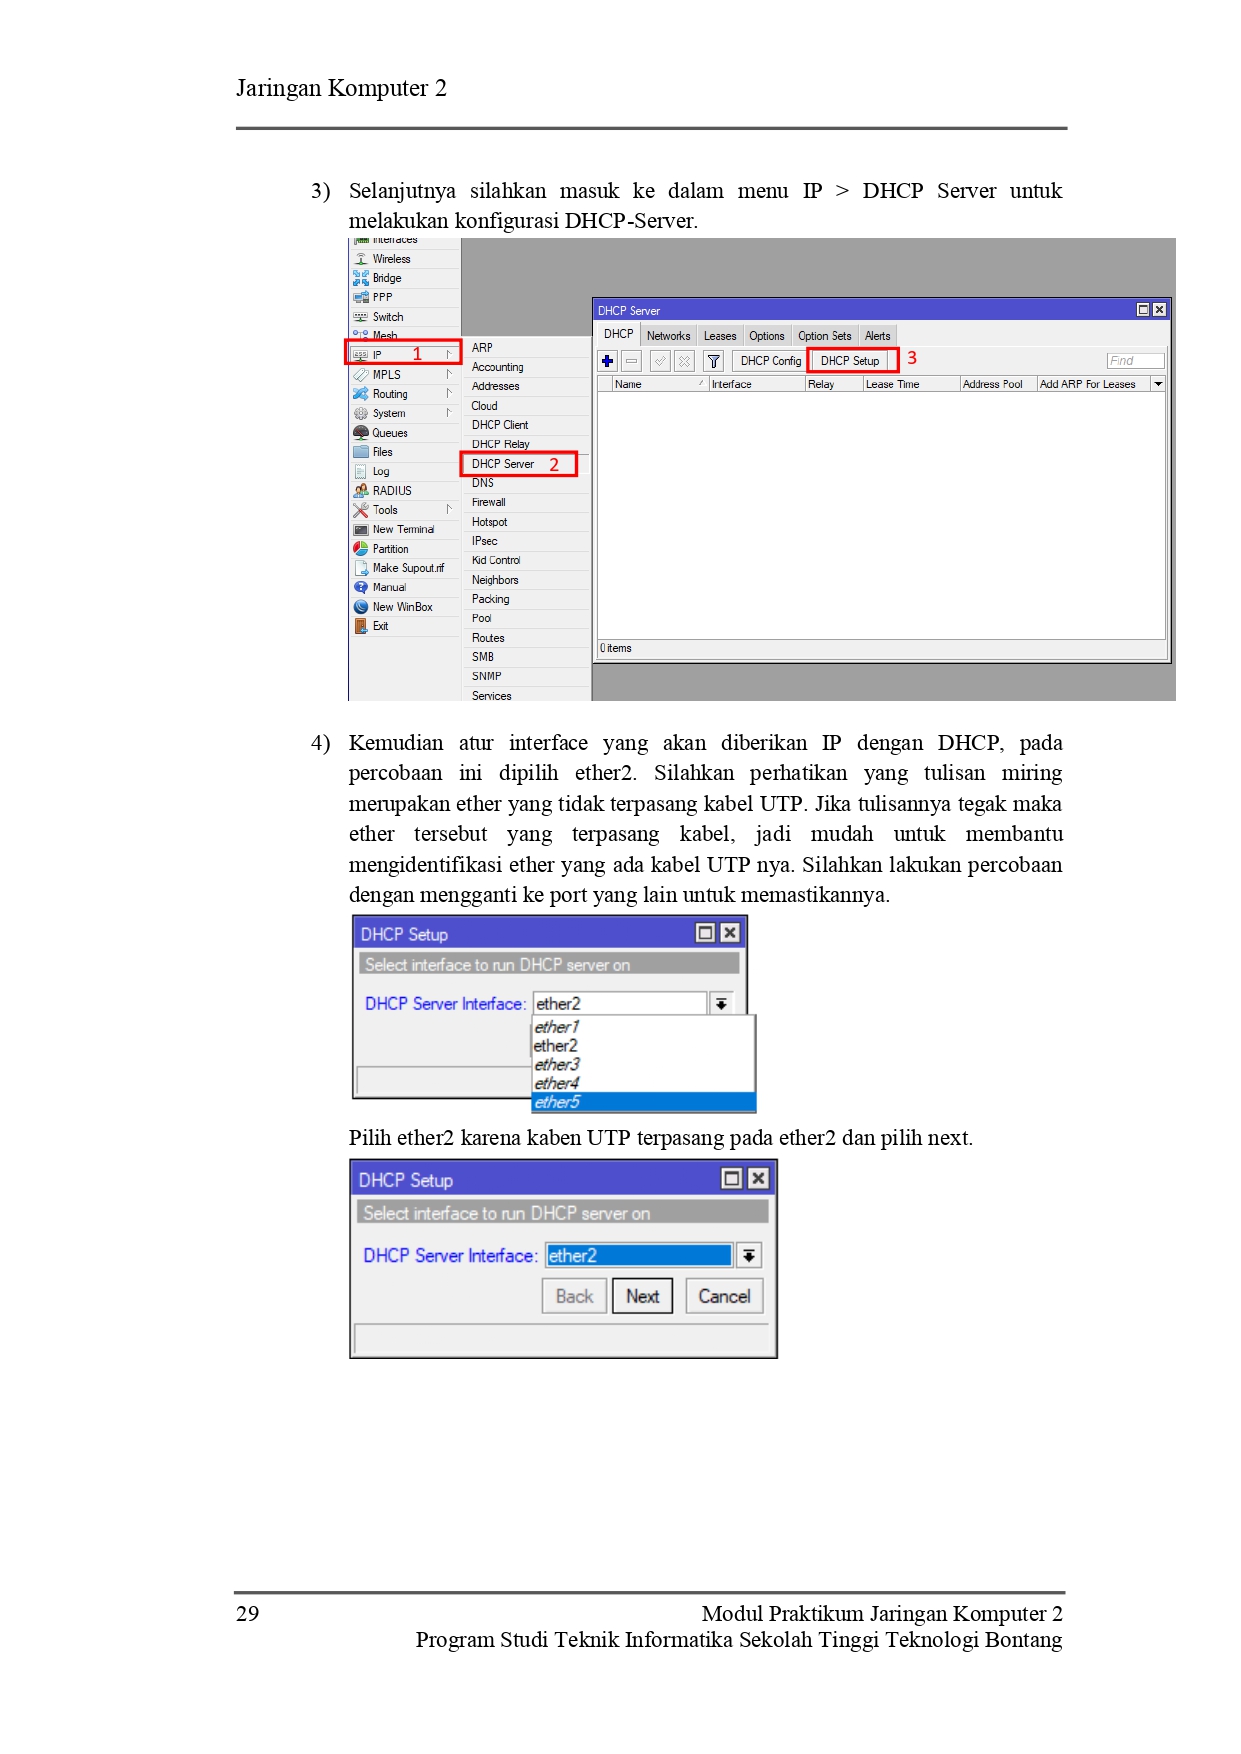 Jaringan Komputer 2
3) Selanjutnya silahkan masuk ke dalam menu IP > DHCP Server untuk
melakukan konfigurasi DHCP-Server.
Interfaces
Wireless
Bridge
PPP
Switch
Mesh
IP 1
MPLS
Routing
System
Queues
Files
Log
RADIUS
Tools
New Terminal
Partition
Make Supout.rif
Manual
New WinBox
Exit
ARP
Accounting
Addresses
Cloud
DHCP Client
DHCP Relay
DHCP Server 2
DNS
Firewall
Hotspot
IPsec
Kid Control
Neighbors
Packing
Pool
Routes
SMB
SNMP
Services
DHCP Server
DHCP Networks Leases Options Option Sets Alerts
DHCP Config DHCP Setup 3 Find
Name Interface Relay Lease Time Address Pool Add ARP For Leases
0 items
4) Kemudian atur interface yang akan diberikan IP dengan DHCP, pada
percobaan ini dipilih ether2. Silahkan perhatikan yang tulisan miring
merupakan ether yang tidak terpasang kabel UTP. Jika tulisannya tegak maka
ether tersebut yang terpasang kabel, jadi mudah untuk membantu
mengidentifikasi ether yang ada kabel UTP nya. Silahkan lakukan percobaan
dengan mengganti ke port yang lain untuk memastikannya.
DHCP Setup
Select interface to run DHCP server on
DHCP Server Interface: ether2
ether1
ether2
ether3
ether4
ether5
Pilih ether2 karena kaben UTP terpasang pada ether2 dan pilih next.
DHCP Setup
Select interface to run DHCP server on
DHCP Server Interface: ether2
Back Next Cancel
29 Modul Praktikum Jaringan Komputer 2
Program Studi Teknik Informatika Sekolah Tinggi Teknologi Bontang